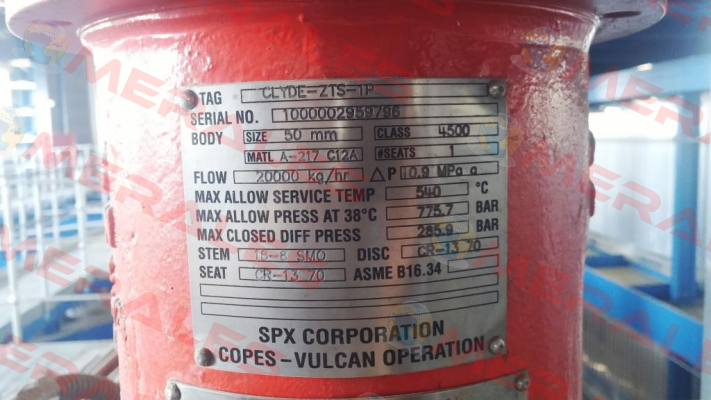 TAG CLYDE-ZTS-1P
SERIAL NO. 1000002959796
BODY SIZE 50 mm CLASS 4500
MATL A-217 C12A #SEATS 1
FLOW 20000 kg/hr △P 10.9 MPa g
MAX ALLOW SERVICE TEMP 540 °C
MAX ALLOW PRESS AT 38°C 775.7 BAR
MAX CLOSED DIFF PRESS 285.9 BAR
STEM 18-8 SMO DISC CR-13 70
SEAT CR-13 70 ASME B16.34
SPX CORPORATION
COPES-VULCAN OPERATION